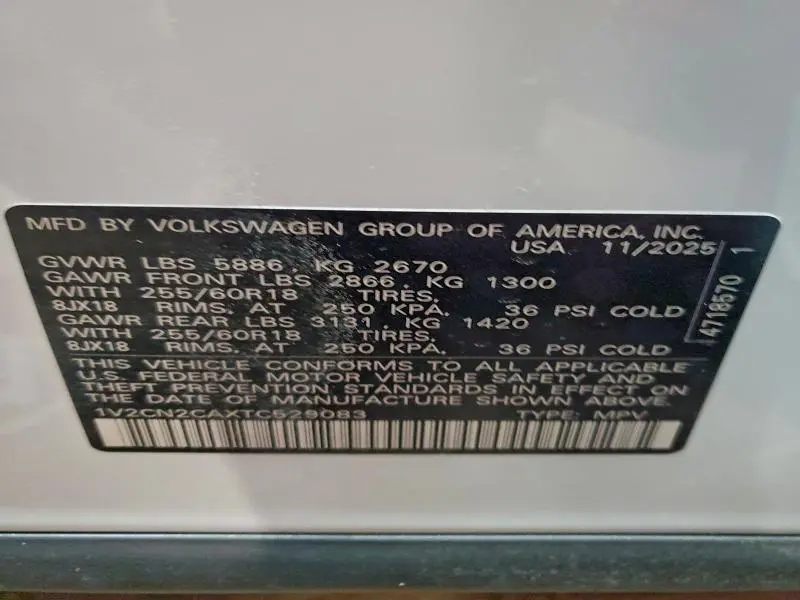 MFD BY VOLKSWAGEN GROUP OF AMERICA, INC.
USA 11/2025
GVWR LBS 5886, KG 2670
GAWR FRONT LBS 2866, KG 1300
WITH 255/60R18 TIRES,
8JX18 RIMS, AT 250 KPA, 36 PSI COLD
GAWR REAR LBS 3131, KG 1420
WITH 255/60R18 TIRES,
8JX18 RIMS, AT 250 KPA, 36 PSI COLD
THIS VEHICLE CONFORMS TO ALL APPLICABLE
U.S. FEDERAL MOTOR VEHICLE SAFETY AND
THEFT PREVENTION STANDARDS IN EFFECT ON
THE DATE OF MANUFACTURE SHOWN ABOVE.
1V2CN2CAXTC529083 TYPE: MPV
4718570 1